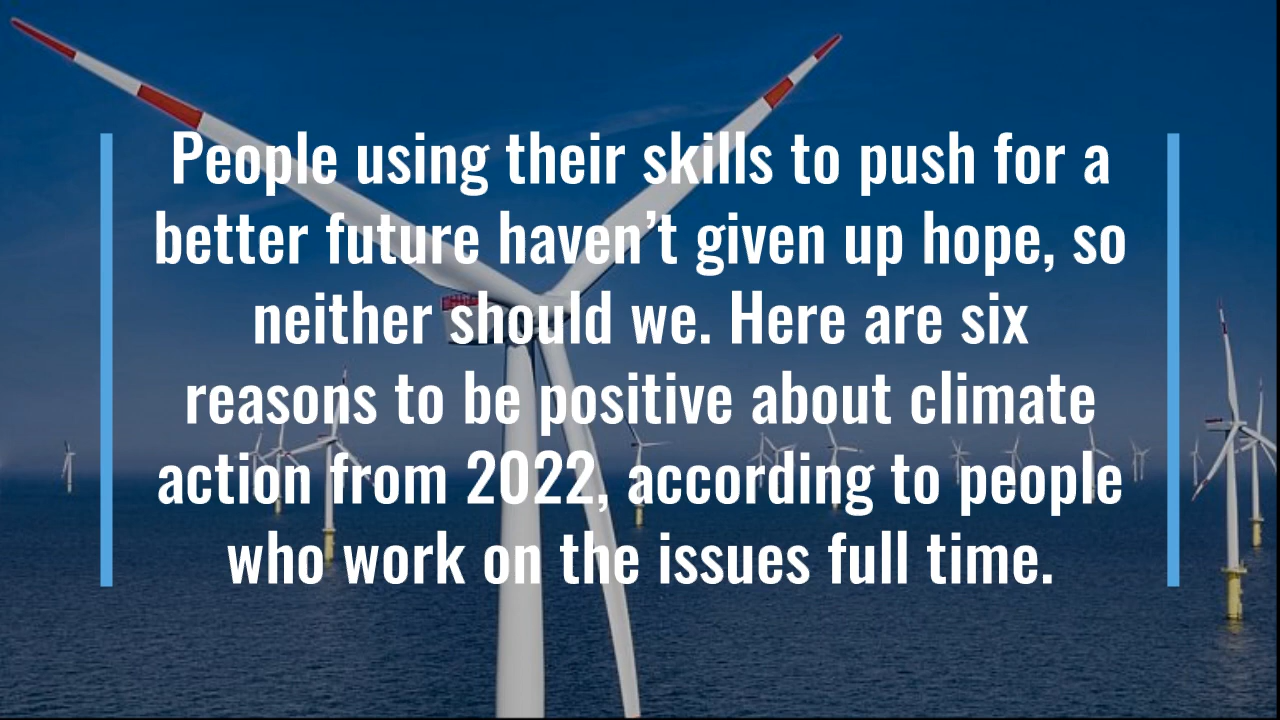 People using their skills to push for a
better future haven’t given up hope, so
neither should we. Here are six
reasons to be positive about climate
action from 2022, according to people
who work on the issues full time.